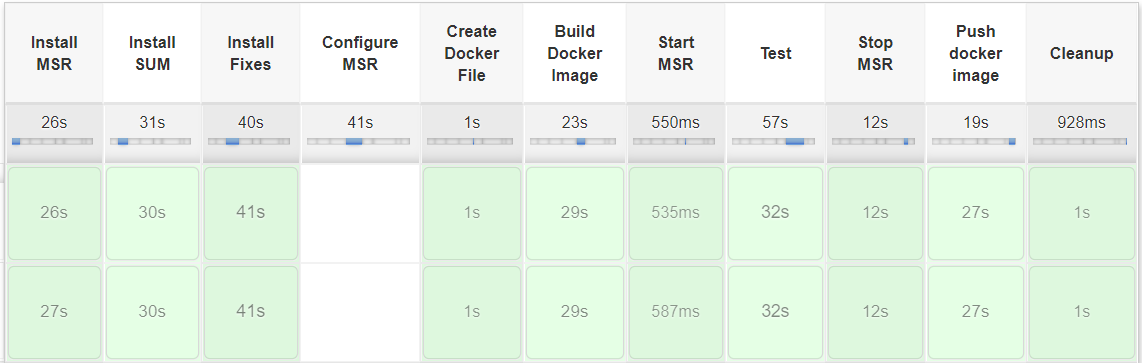 Install MSR Install SUM Install Fixes Configure MSR Create Docker File Build Docker Image Start MSR Test Stop MSR Push docker image Cleanup
26s 31s 40s 41s 1s 23s 550ms 57s 12s 19s 928ms
26s 30s 41s 1s 29s 535ms 32s 12s 27s 1s
27s 30s 41s 1s 29s 587ms 32s 12s 27s 1s